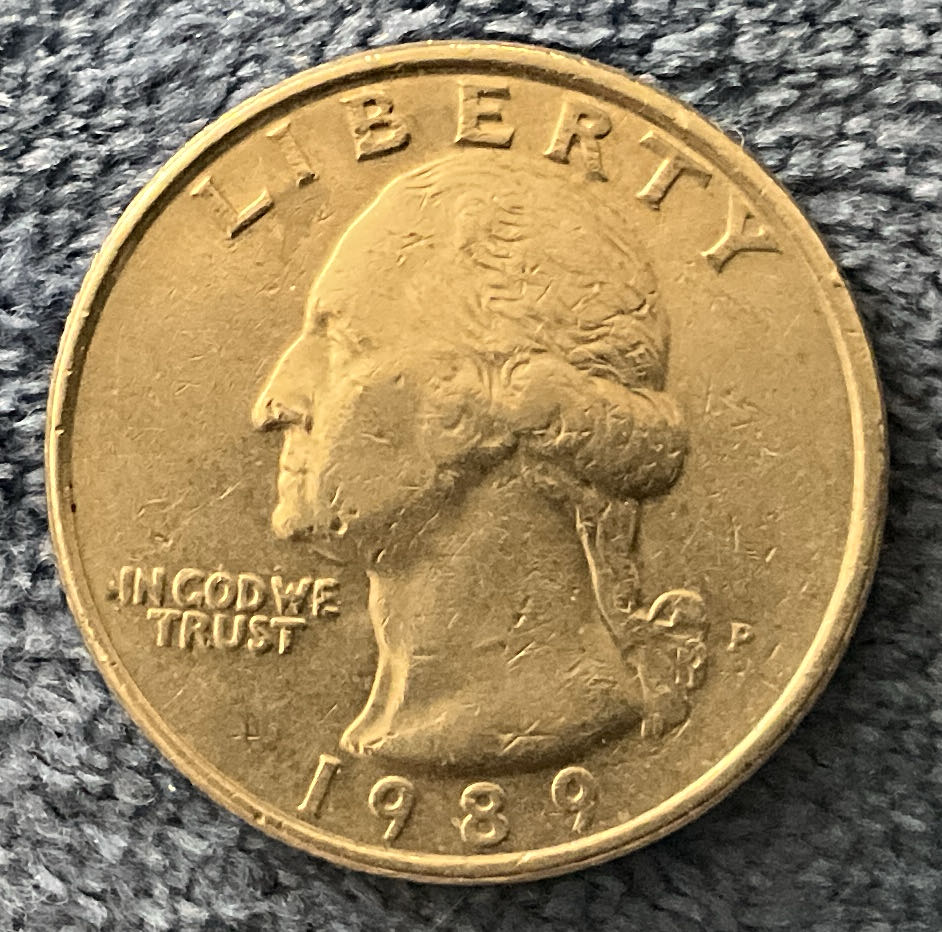 LIBERTY
IN GOD WE
TRUST
P
1989